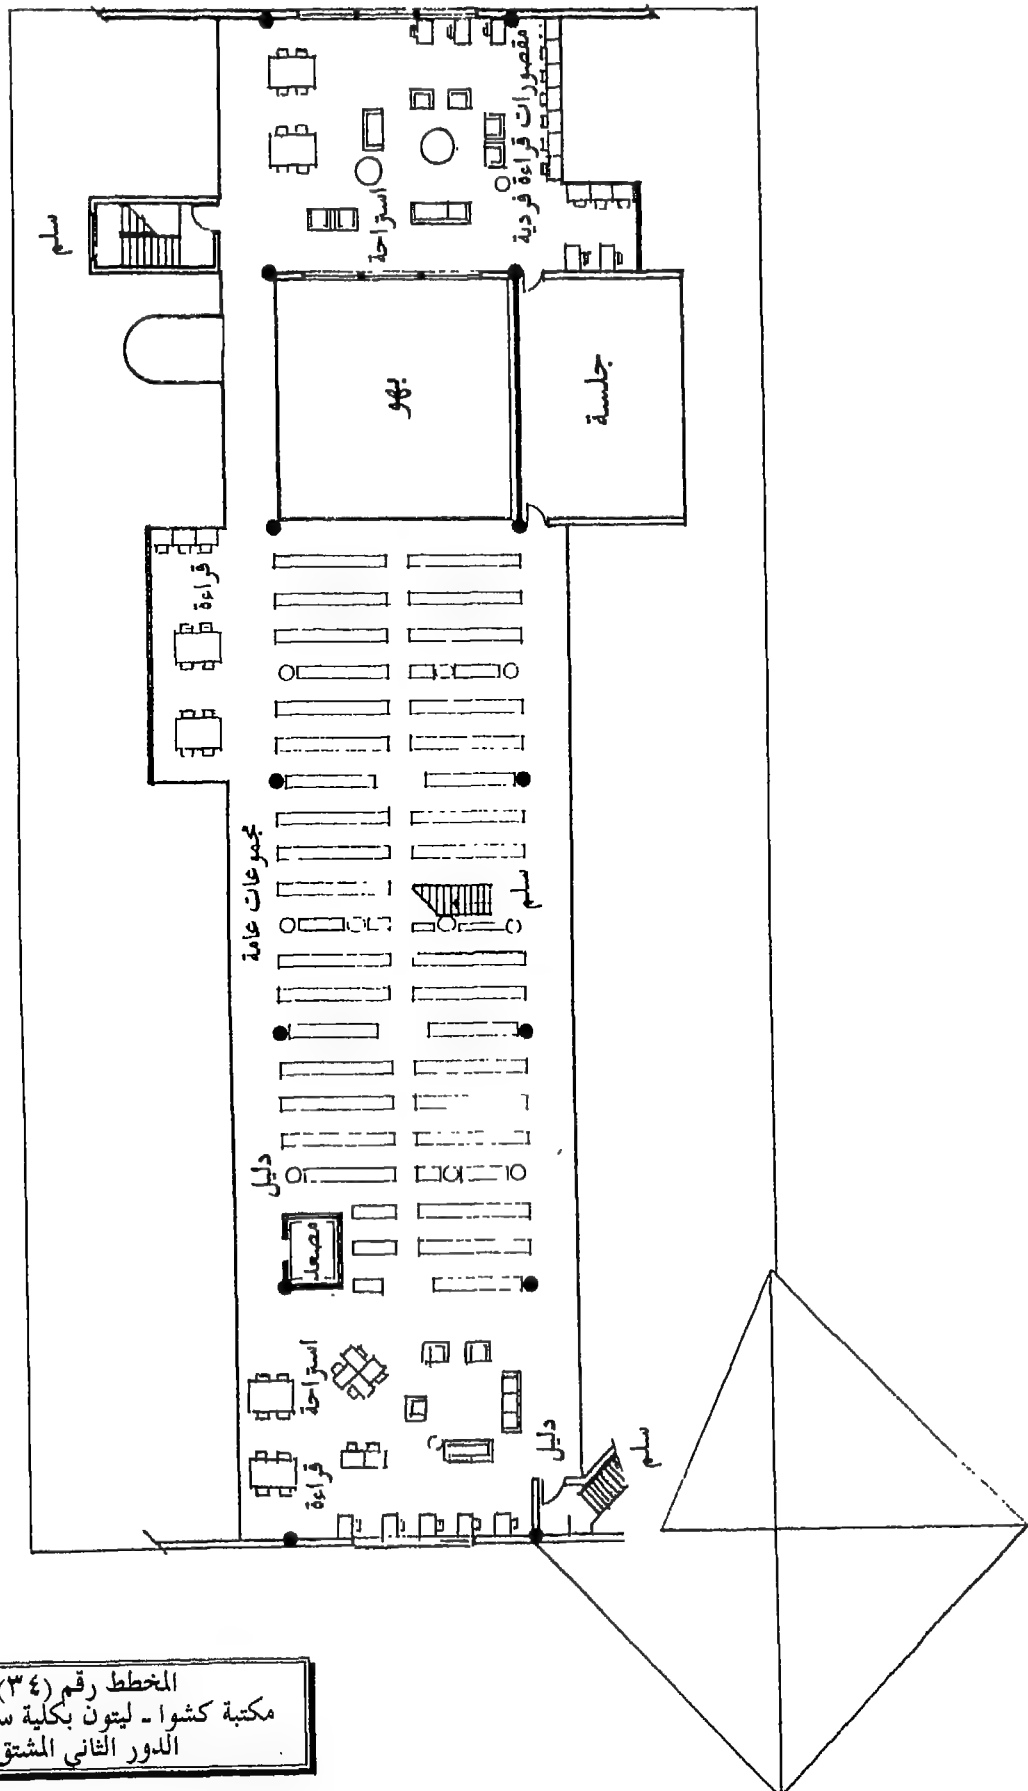 سلم
استراحة
مقصورات قراءة فردية
بهو
جلسة
قراءة
مجموعات عامة
سلم
دليل
مصعد
استراحة
قراءة
دليل
سلم
المخطط رقم (٣٤)
مكتبة كشوا - ليتون بكلية
الدور الثاني المشتق